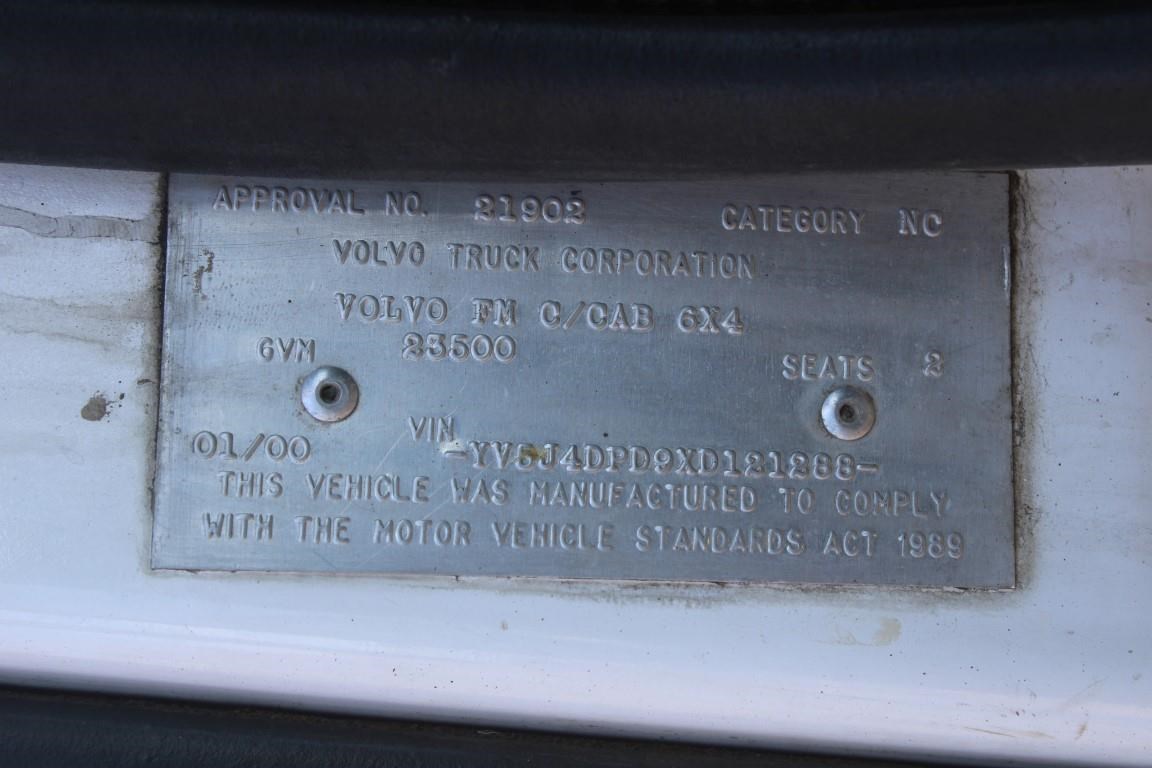 APPROVAL NO. 21902 CATEGORY NC
VOLVO TRUCK CORPORATION
VOLVO FM C/CAB 6X4
GVM 23500 SEATS 2
01/00 VIN -YV5J4DPD9XD121288-
THIS VEHICLE WAS MANUFACTURED TO COMPLY
WITH THE MOTOR VEHICLE STANDARDS ACT 1989